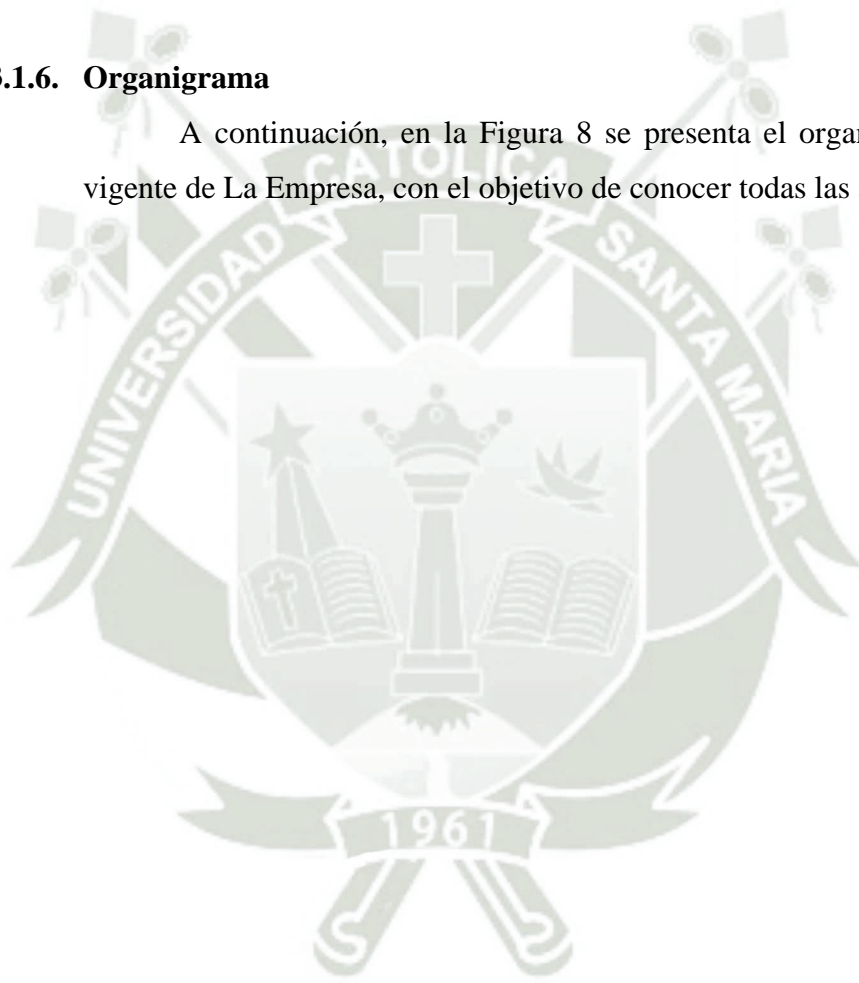 3.1.6. Organigrama
A continuación, en la Figura 8 se presenta el organ
vigente de La Empresa, con el objetivo de conocer todas las
UNIVERSIDAD CATOLICA SANTA MARIA
1961